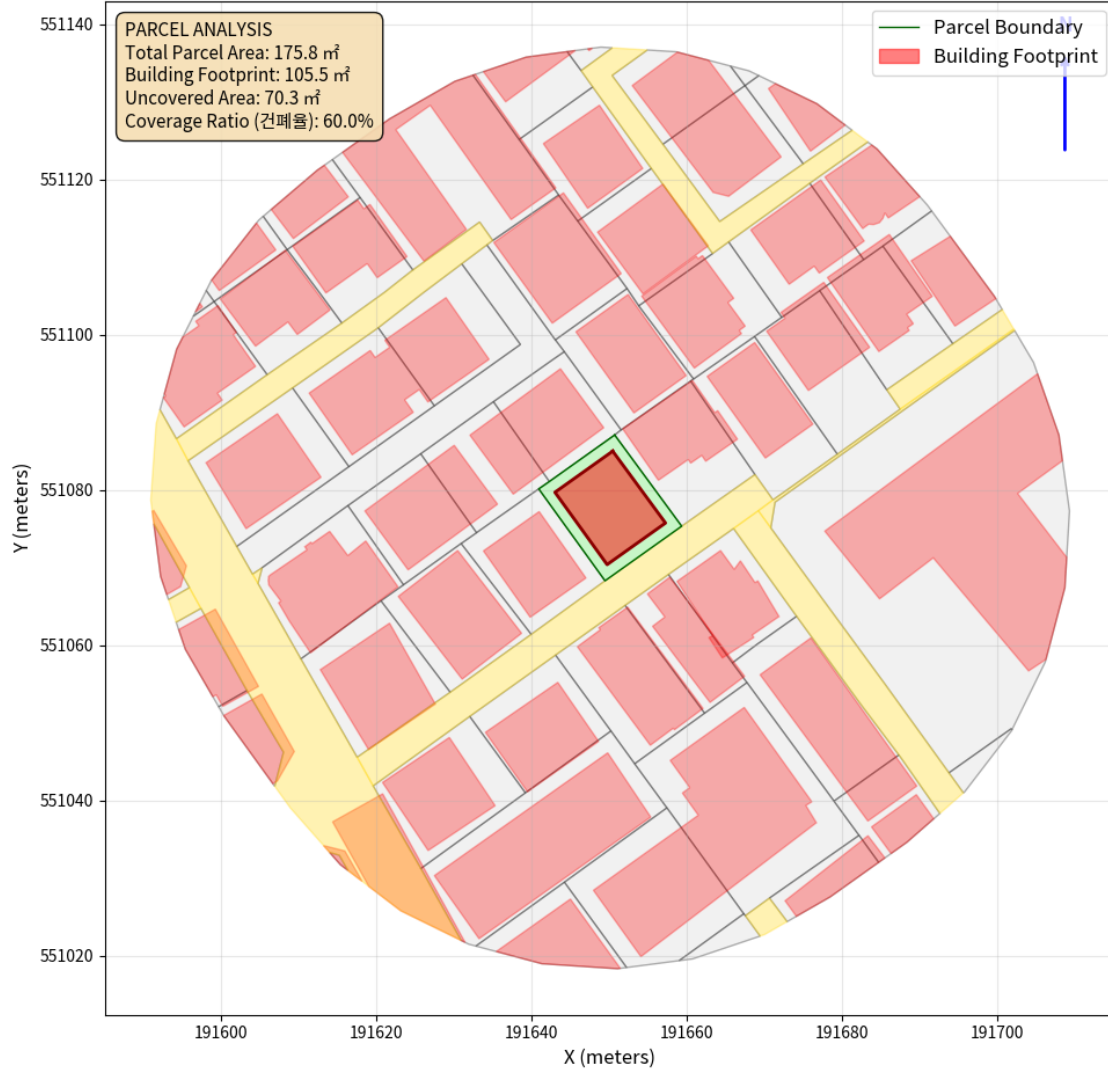 PARCEL ANALYSIS
Total Parcel Area: 175.8 ㎡
Building Footprint: 105.5 ㎡
Uncovered Area: 70.3 ㎡
Coverage Ratio (건폐율): 60.0%
Parcel Boundary
Building Footprint
N
551140
551120
551100
551080
551060
551040
551020
Y (meters)
191600
191620
191640
191660
191680
191700
X (meters)